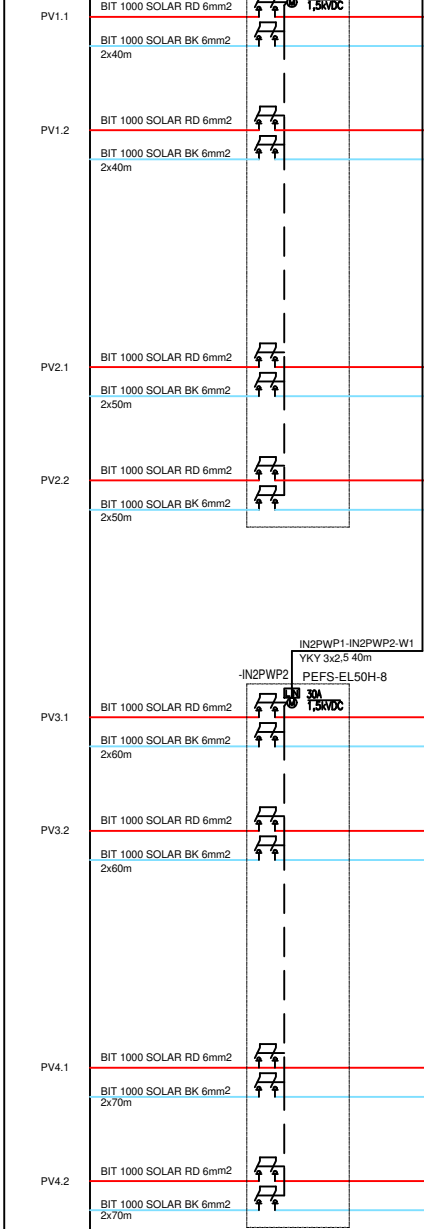 BIT 1000 SOLAR RD 6mm2
1,5kVDC
PV1.1
BIT 1000 SOLAR BK 6mm2
2x40m
BIT 1000 SOLAR RD 6mm2
PV1.2
BIT 1000 SOLAR BK 6mm2
2x40m
BIT 1000 SOLAR RD 6mm2
PV2.1
BIT 1000 SOLAR BK 6mm2
2x50m
BIT 1000 SOLAR RD 6mm2
PV2.2
BIT 1000 SOLAR BK 6mm2
2x50m
IN2PWP1-IN2PWP2-W1
YKY 3x2,5 40m
-IN2PWP2
PEFS-EL50H-8
LN
30A
M
1,5kVDC
BIT 1000 SOLAR RD 6mm2
PV3.1
BIT 1000 SOLAR BK 6mm2
2x60m
BIT 1000 SOLAR RD 6mm2
PV3.2
BIT 1000 SOLAR BK 6mm2
2x60m
BIT 1000 SOLAR RD 6mm2
PV4.1
BIT 1000 SOLAR BK 6mm2
2x70m
BIT 1000 SOLAR RD 6mm2
PV4.2
BIT 1000 SOLAR BK 6mm2
2x70m